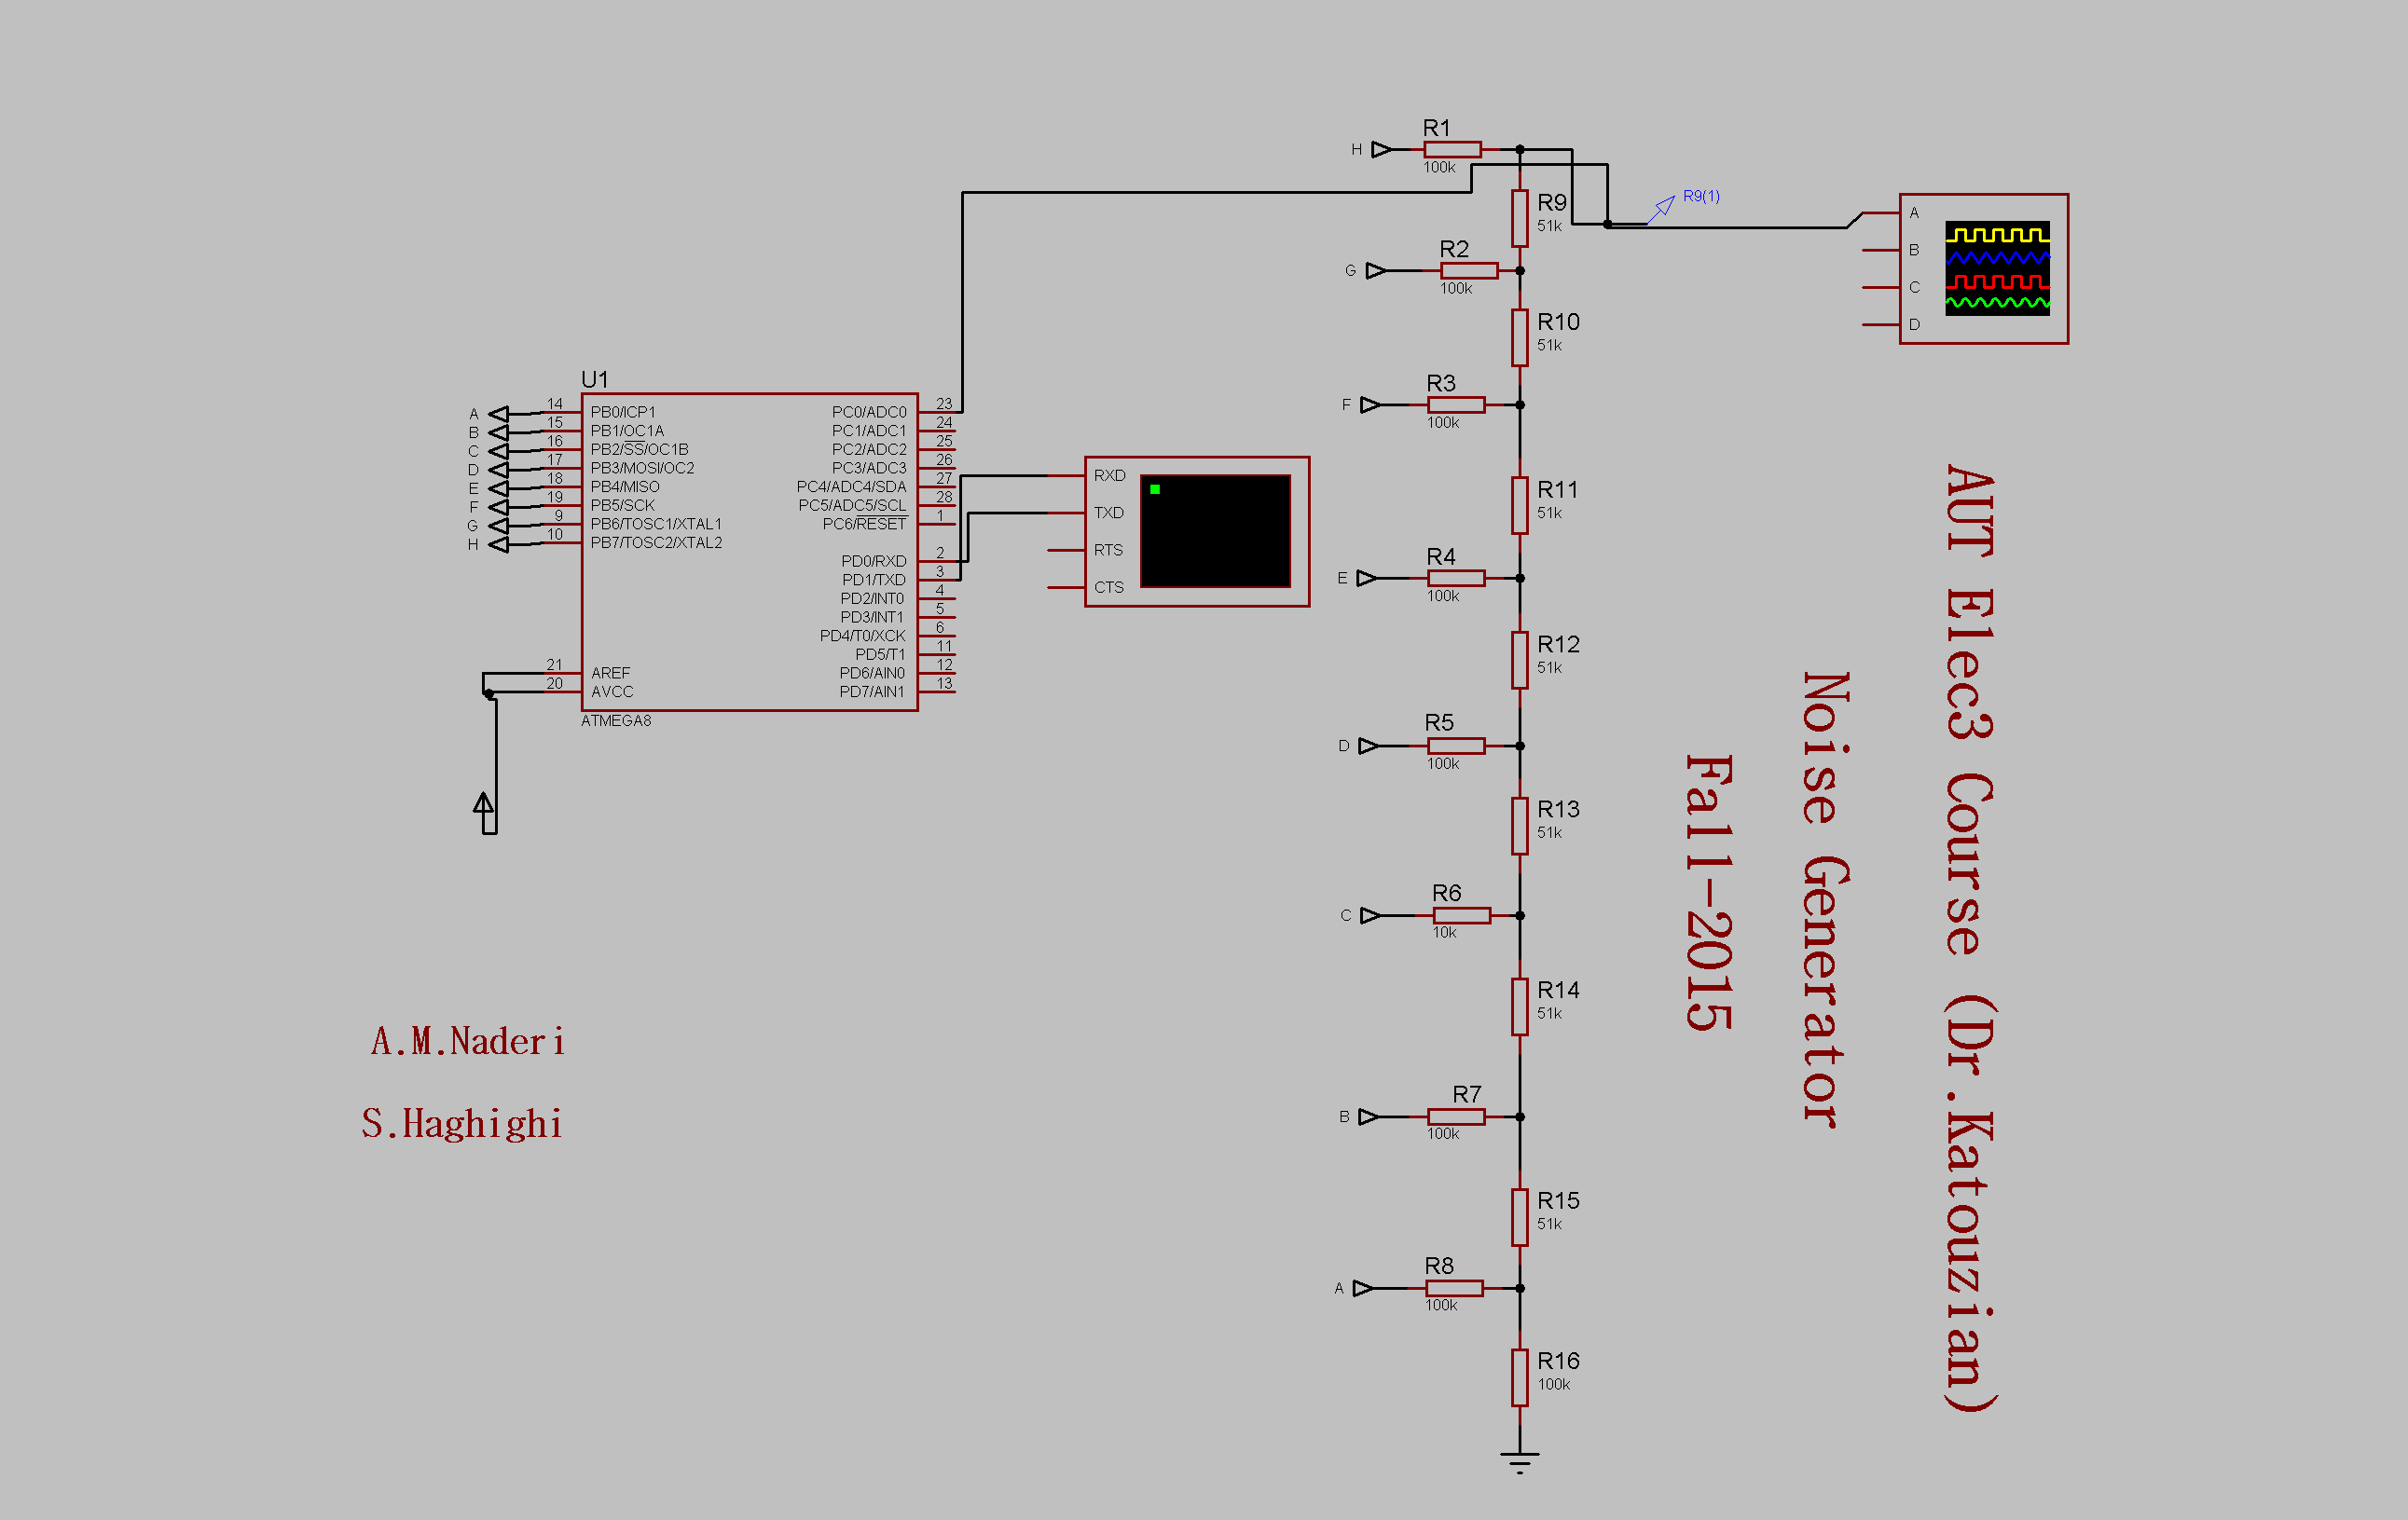 R1
H
100k
R9
51k
R9(1)
R2
G
100k
A
B
C
D
R10
51k
R3
F
100k
U1
A
B
C
D
E
F
G
H
14
15
16
17
18
19
9
10
21
20
PB0/ICP1
PB1/OC1A
PB2/SS/OC1B
PB3/MOSI/OC2
PB4/MISO
PB5/SCK
PB6/TOSC1/XTAL1
PB7/TOSC2/XTAL2
AREF
AVCC
PC0/ADC0
PC1/ADC1
PC2/ADC2
PC3/ADC3
PC4/ADC4/SDA
PC5/ADC5/SCL
PC6/RESET
PD0/RXD
PD1/TXD
PD2/INT0
PD3/INT1
PD4/T0/XCK
PD5/T1
PD6/AIN0
PD7/AIN1
23
24
25
26
27
28
1
2
3
4
5
6
11
12
13
ATMEGA8
RXD
TXD
RTS
CTS
R11
51k
R4
E
100k
R12
51k
R5
D
100k
R13
51k
R6
C
10k
R14
51k
R7
B
100k
R15
51k
R8
A
100k
R16
100k
AUT Elec3 Course (Dr.Katouzian)
Noise Generator
Fall-2015
A.M.Naderi
S.Haghighi